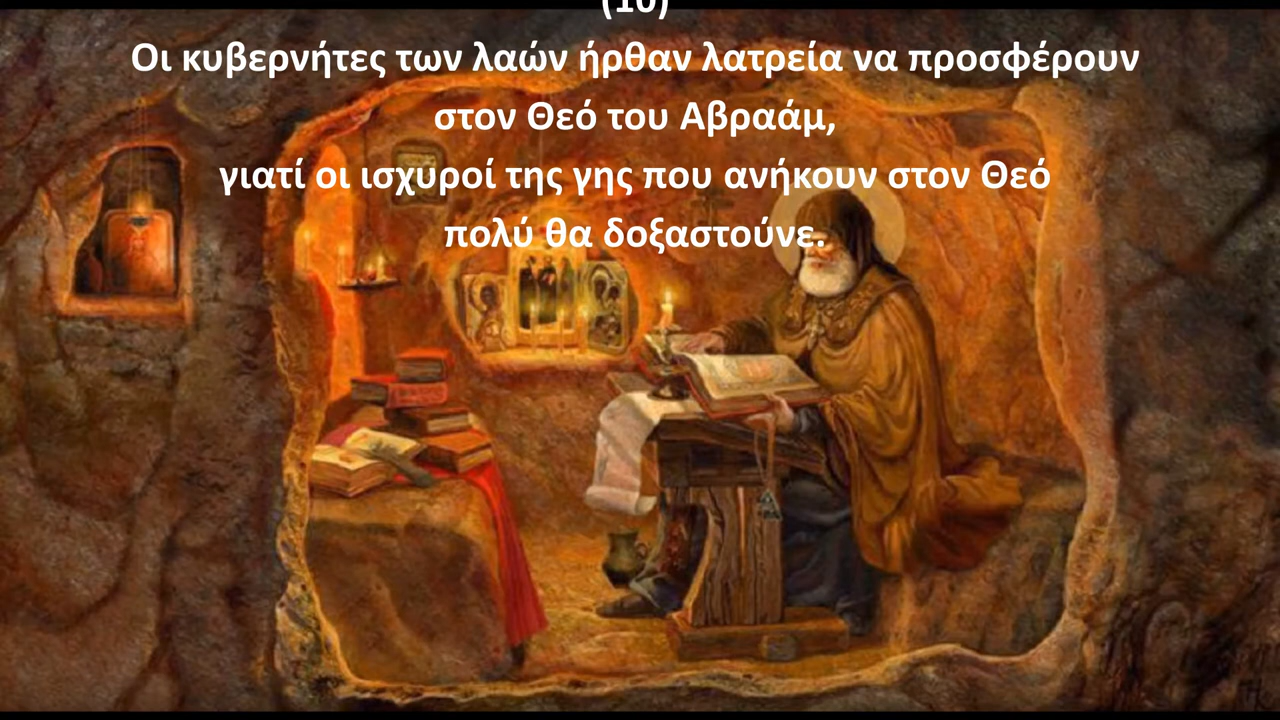 (10)
Οι κυβερνήτες των λαών ήρθαν λατρεία να προσφέρουν
στον Θεό του Αβραάμ,
γιατί οι ισχυροί της γης που ανήκουν στον Θεό
πολύ θα δοξαστούνε.